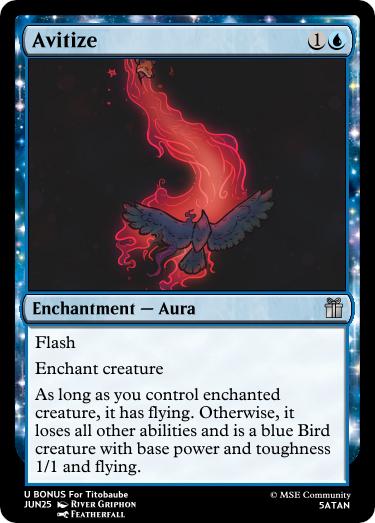 Avitize 1
Enchantment — Aura
Flash
Enchant creature
As long as you control enchanted
creature, it has flying. Otherwise, it
loses all other abilities and is a blue Bird
creature with base power and toughness
1/1 and flying.
U BONUS For Titobaube
© MSE Community
JUN25 River Griphon
5ATAN
Featherfall